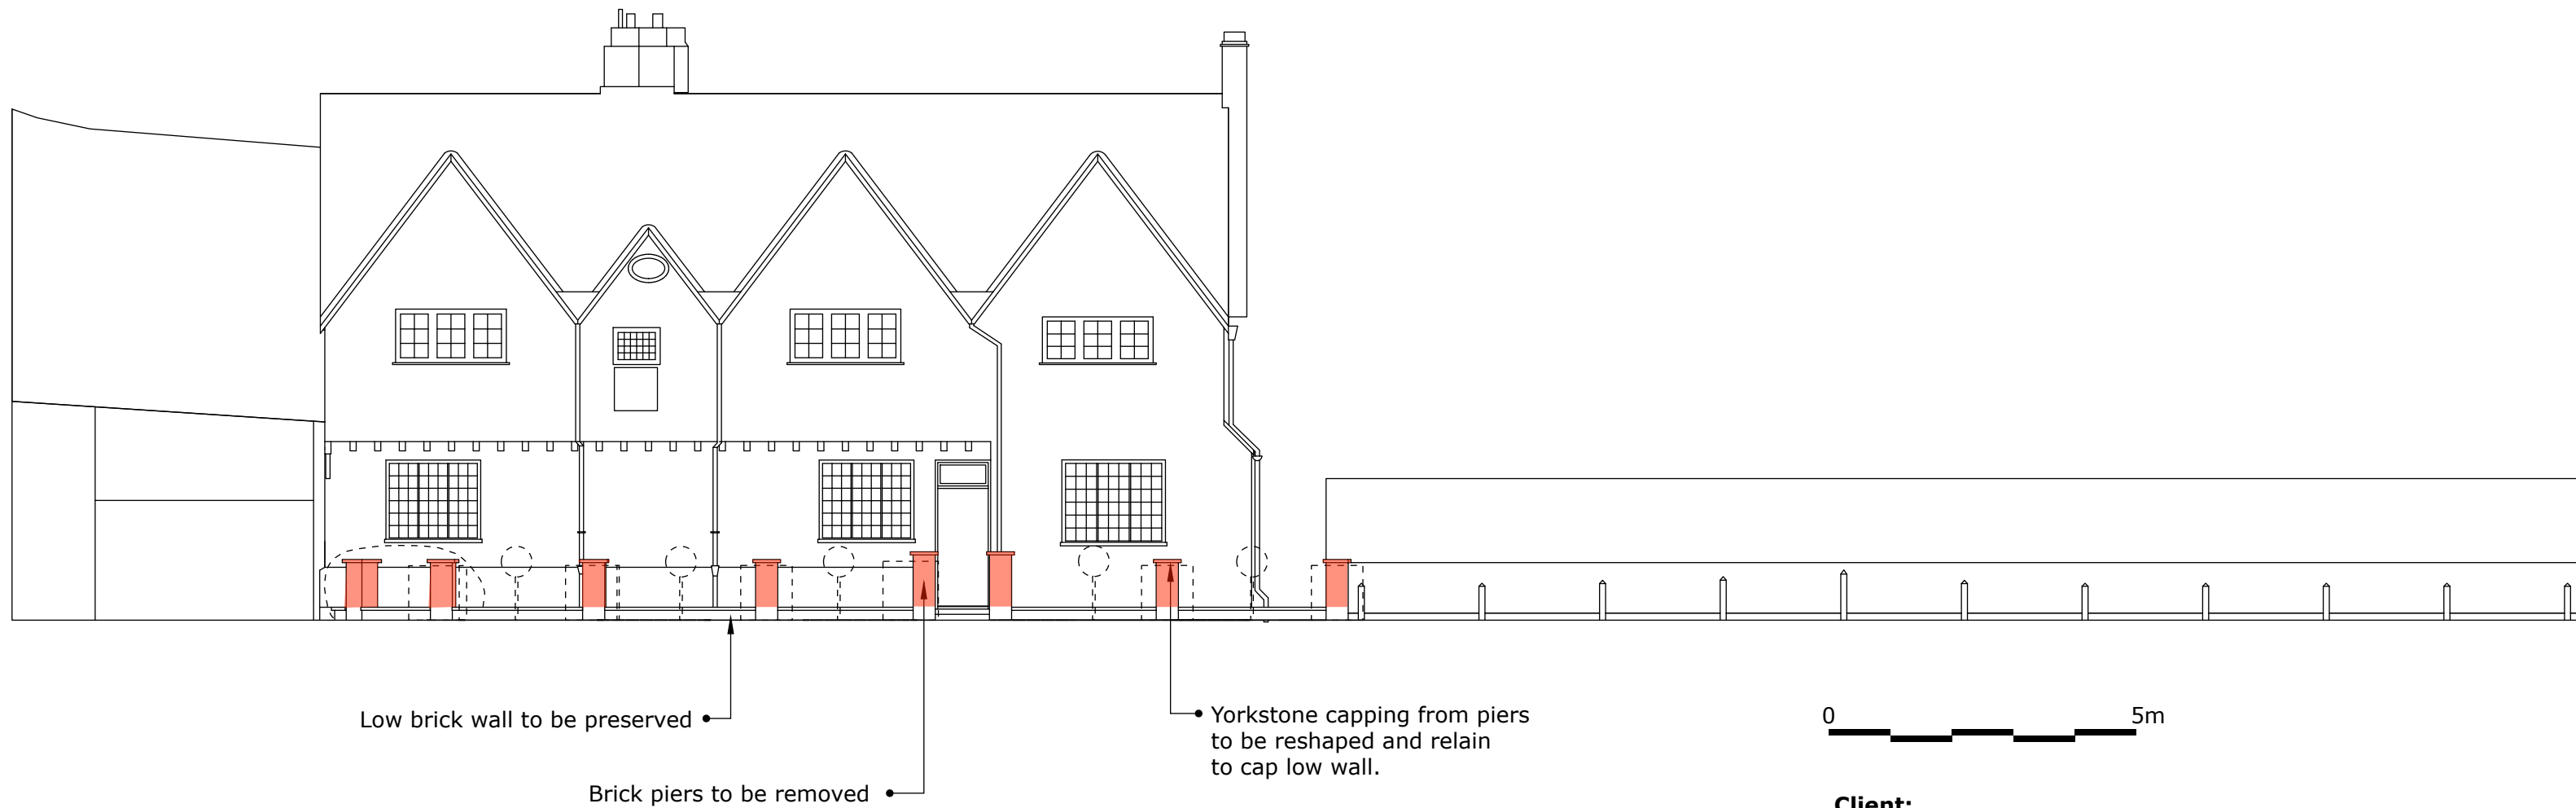 Low brick wall to be preserved
Brick piers to be removed
Yorkstone capping from piers
to be reshaped and relain
to cap low wall.
0 5m
Client: